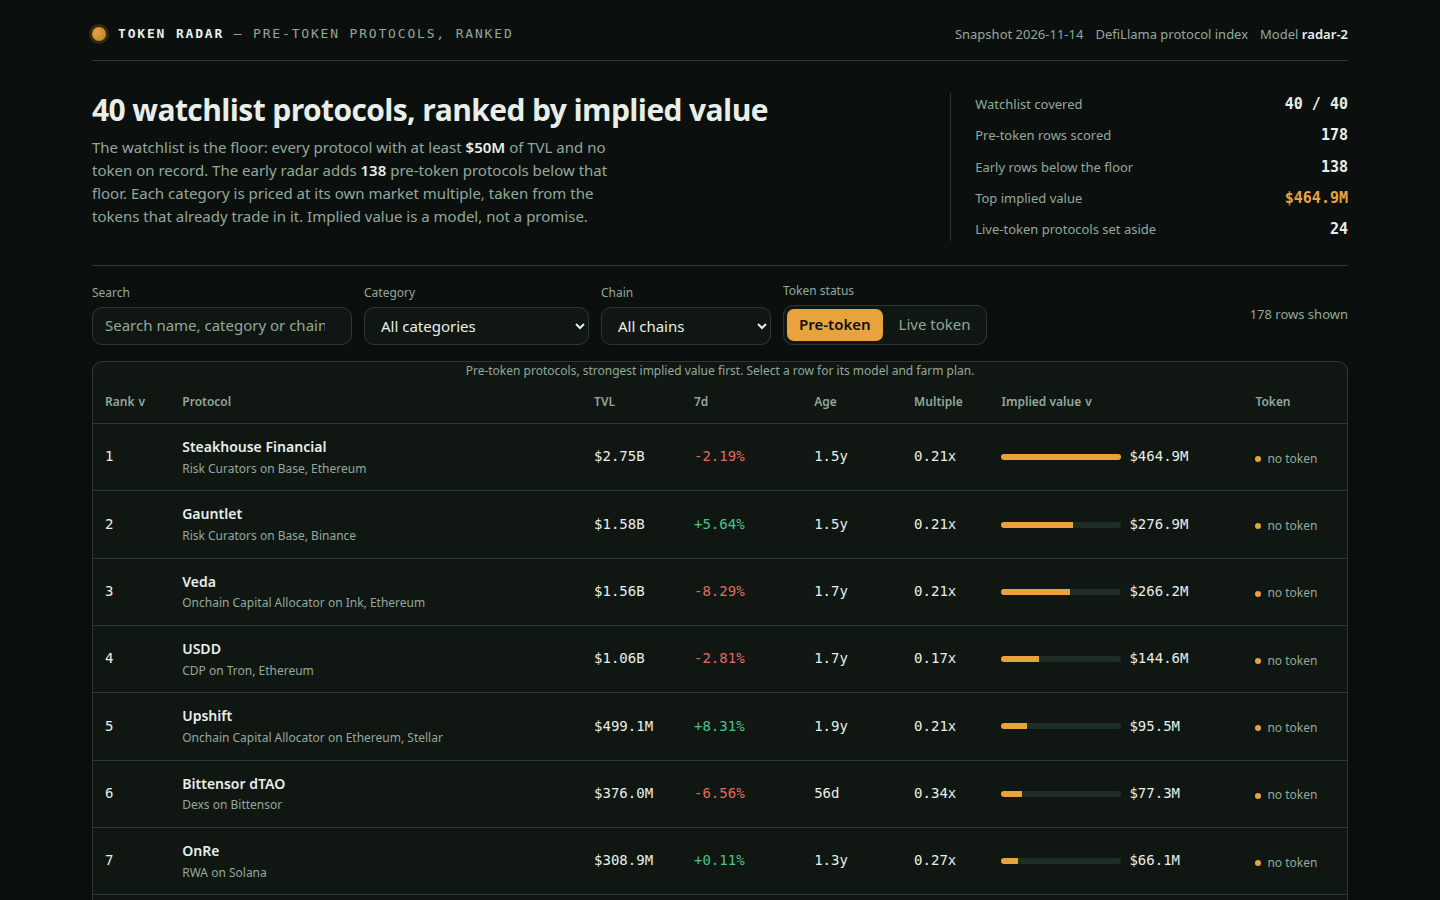 TOKEN RADAR — PRE-TOKEN PROTOCOLS, RANKED
Snapshot 2026-11-14 DefiLlama protocol index Model radar-2
40 watchlist protocols, ranked by implied value
The watchlist is the floor: every protocol with at least $50M of TVL and no
token on record. The early radar adds 138 pre-token protocols below that
floor. Each category is priced at its own market multiple, taken from the
tokens that already trade in it. Implied value is a model, not a promise.
Watchlist covered 40 / 40
Pre-token rows scored 178
Early rows below the floor 138
Top implied value $464.9M
Live-token protocols set aside 24
Search Category Chain Token status
Search name, category or chain All categories All chains Pre-token Live token
178 rows shown
Pre-token protocols, strongest implied value first. Select a row for its model and farm plan.
Rank v Protocol TVL 7d Age Multiple Implied value v Token
1 Steakhouse Financial $2.75B -2.19% 1.5y 0.21x $464.9M no token
Risk Curators on Base, Ethereum
2 Gauntlet $1.58B +5.64% 1.5y 0.21x $276.9M no token
Risk Curators on Base, Binance
3 Veda $1.56B -8.29% 1.7y 0.21x $266.2M no token
Onchain Capital Allocator on Ink, Ethereum
4 USDD $1.06B -2.81% 1.7y 0.17x $144.6M no token
CDP on Tron, Ethereum
5 Upshift $499.1M +8.31% 1.9y 0.21x $95.5M no token
Onchain Capital Allocator on Ethereum, Stellar
6 Bittensor dTAO $376.0M -6.56% 56d 0.34x $77.3M no token
Dexs on Bittensor
7 OnRe $308.9M +0.11% 1.3y 0.27x $66.1M no token
RWA on Solana